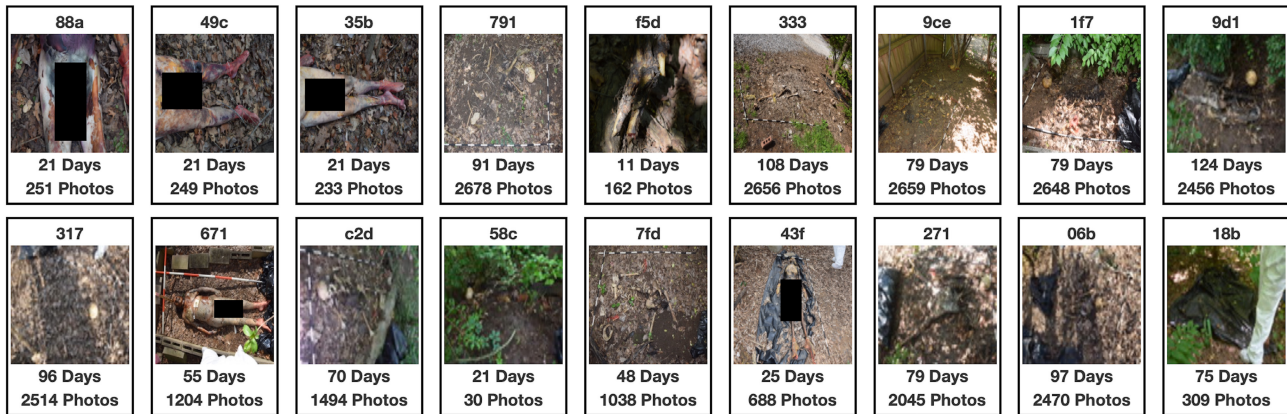 88a 49c 35b 791 f5d 333 9ce 1f7 9d1
21 Days 21 Days 21 Days 91 Days 11 Days 108 Days 79 Days 79 Days 124 Days
251 Photos 249 Photos 233 Photos 2678 Photos 162 Photos 2656 Photos 2659 Photos 2648 Photos 2456 Photos
317 671 c2d 58c 7fd 43f 271 06b 18b
96 Days 55 Days 70 Days 21 Days 48 Days 25 Days 79 Days 97 Days 75 Days
2514 Photos 1204 Photos 1494 Photos 30 Photos 1038 Photos 688 Photos 2045 Photos 2470 Photos 309 Photos